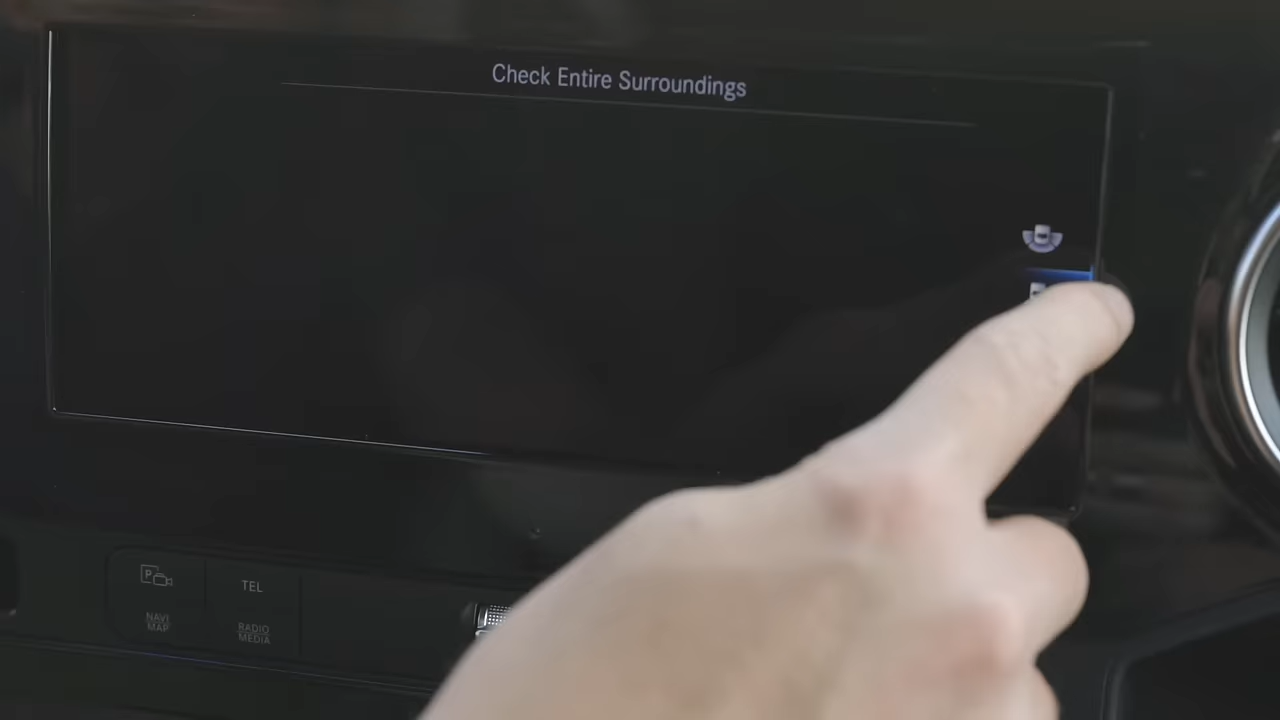 Check Entire Surroundings
P
TEL
NAVI
MAP
RADIO
MEDIA